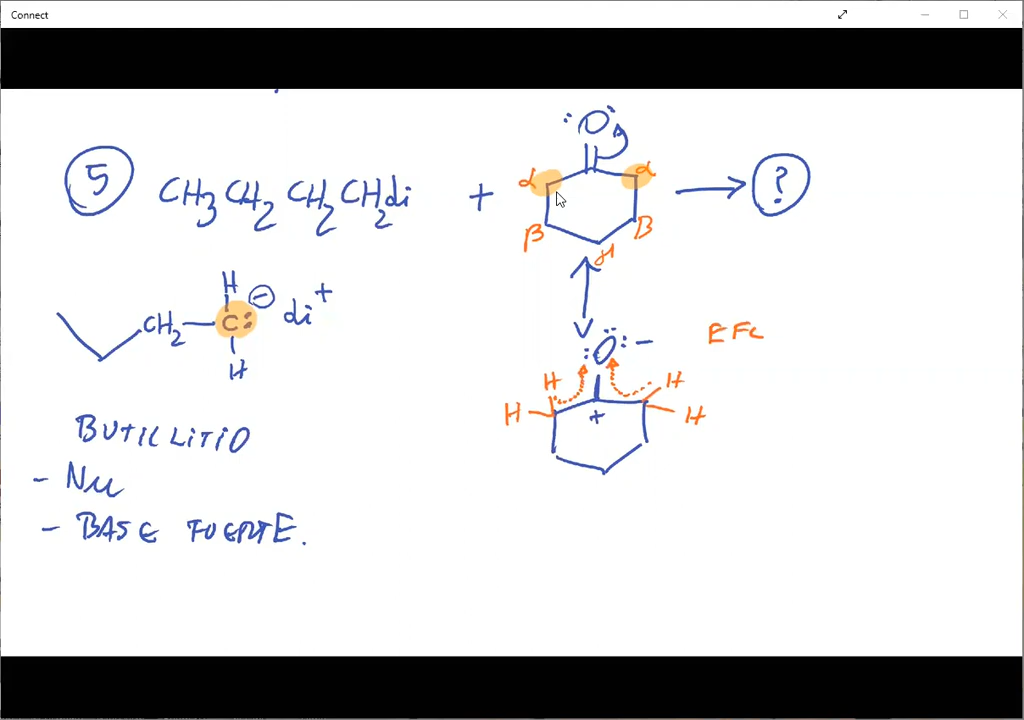 Connect
:O:
5 CH3CH2CH2CH2Li + α α → ?
β β
γ
H
CH2—C:⊖ Li+
H
:O:−
EFC
H H
H + H
BUTILLITIO
- Nu
- BASE FUERTE.